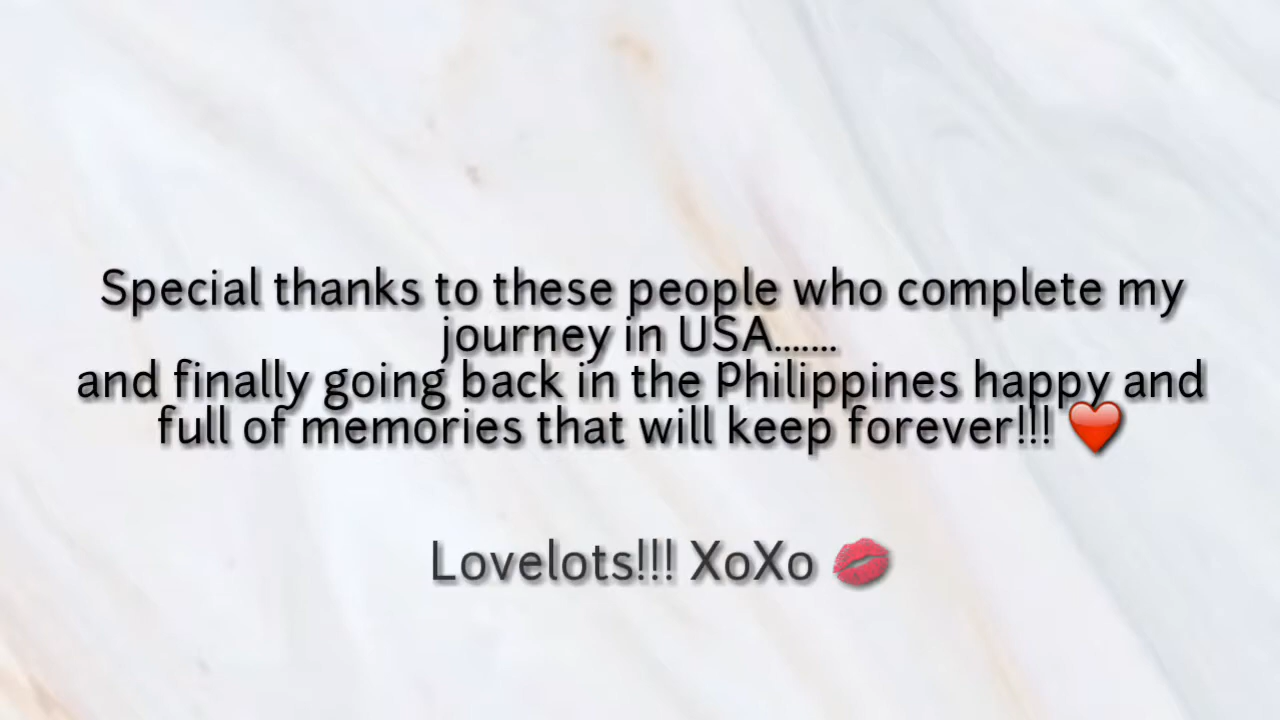 Special thanks to these people who complete my
journey in USA.......
and finally going back in the Philippines happy and
full of memories that will keep forever!!! ❤️
Lovelots!!! XoXo 💋